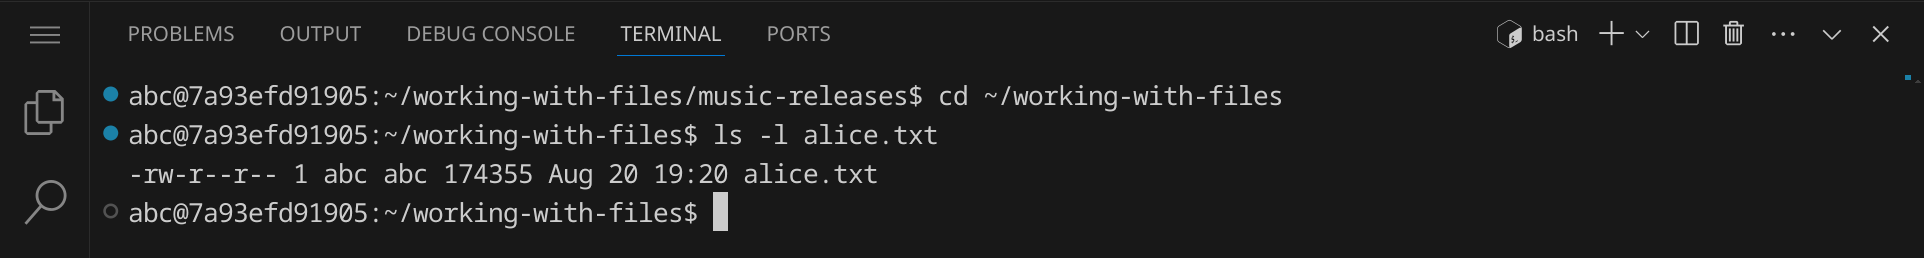 PROBLEMS OUTPUT DEBUG CONSOLE TERMINAL PORTS bash
abc@7a93efd91905:~/working-with-files/music-releases$ cd ~/working-with-files
abc@7a93efd91905:~/working-with-files$ ls -l alice.txt
-rw-r--r-- 1 abc abc 174355 Aug 20 19:20 alice.txt
abc@7a93efd91905:~/working-with-files$